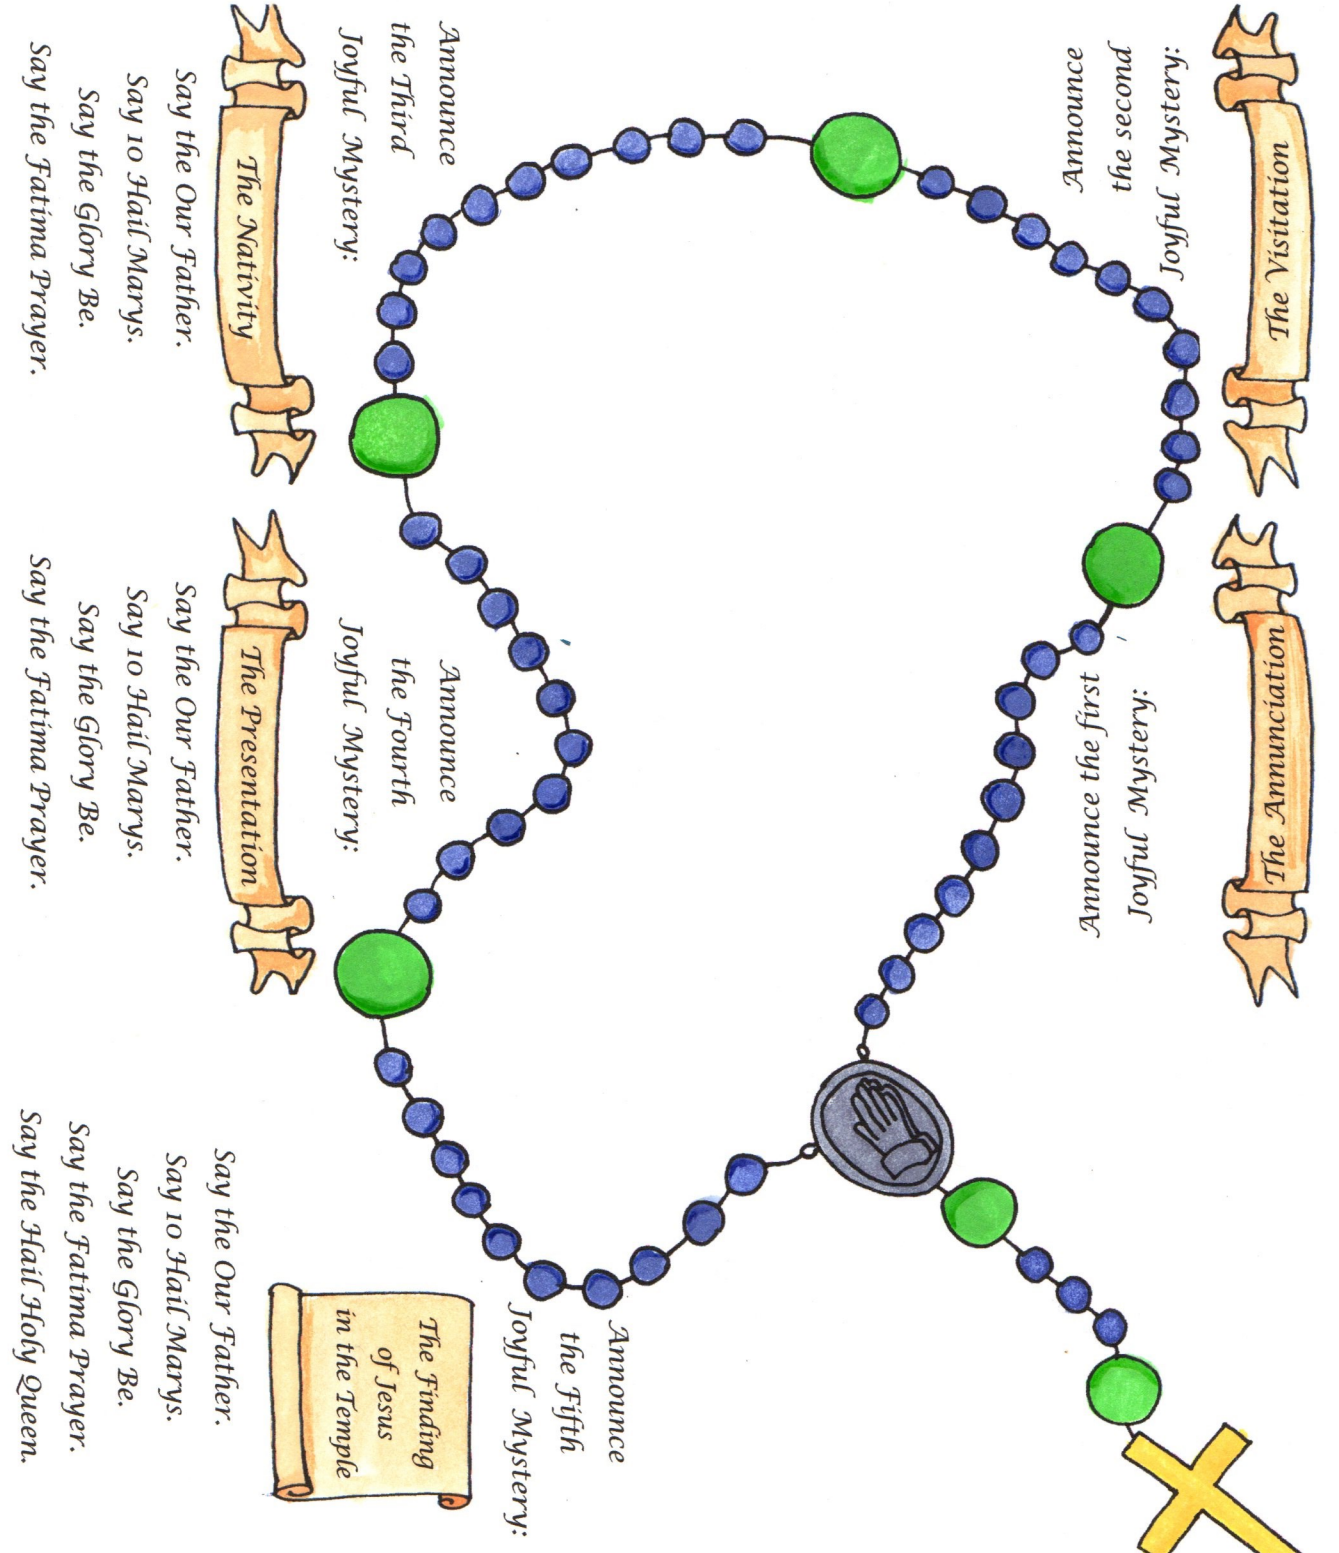 Announce the first
Joyful Mystery:
The Annunciation
Announce
the second
Joyful Mystery:
The Visitation
Announce
the Third
Joyful Mystery:
The Nativity
Say the Our Father.
Say 10 Hail Marys.
Say the Glory Be.
Say the Fatima Prayer.
Announce
the Fourth
Joyful Mystery:
The Presentation
Say the Our Father.
Say 10 Hail Marys.
Say the Glory Be.
Say the Fatima Prayer.
Announce
the Fifth
Joyful Mystery:
The Finding
of Jesus
in the Temple
Say the Our Father.
Say 10 Hail Marys.
Say the Glory Be.
Say the Fatima Prayer.
Say the Hail Holy Queen.